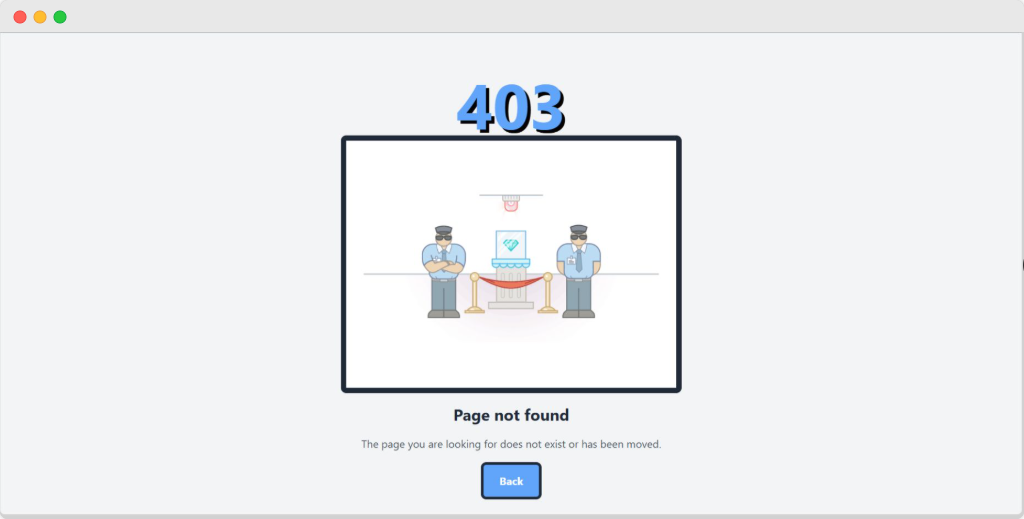 403
Page not found
The page you are looking for does not exist or has been moved.
Back